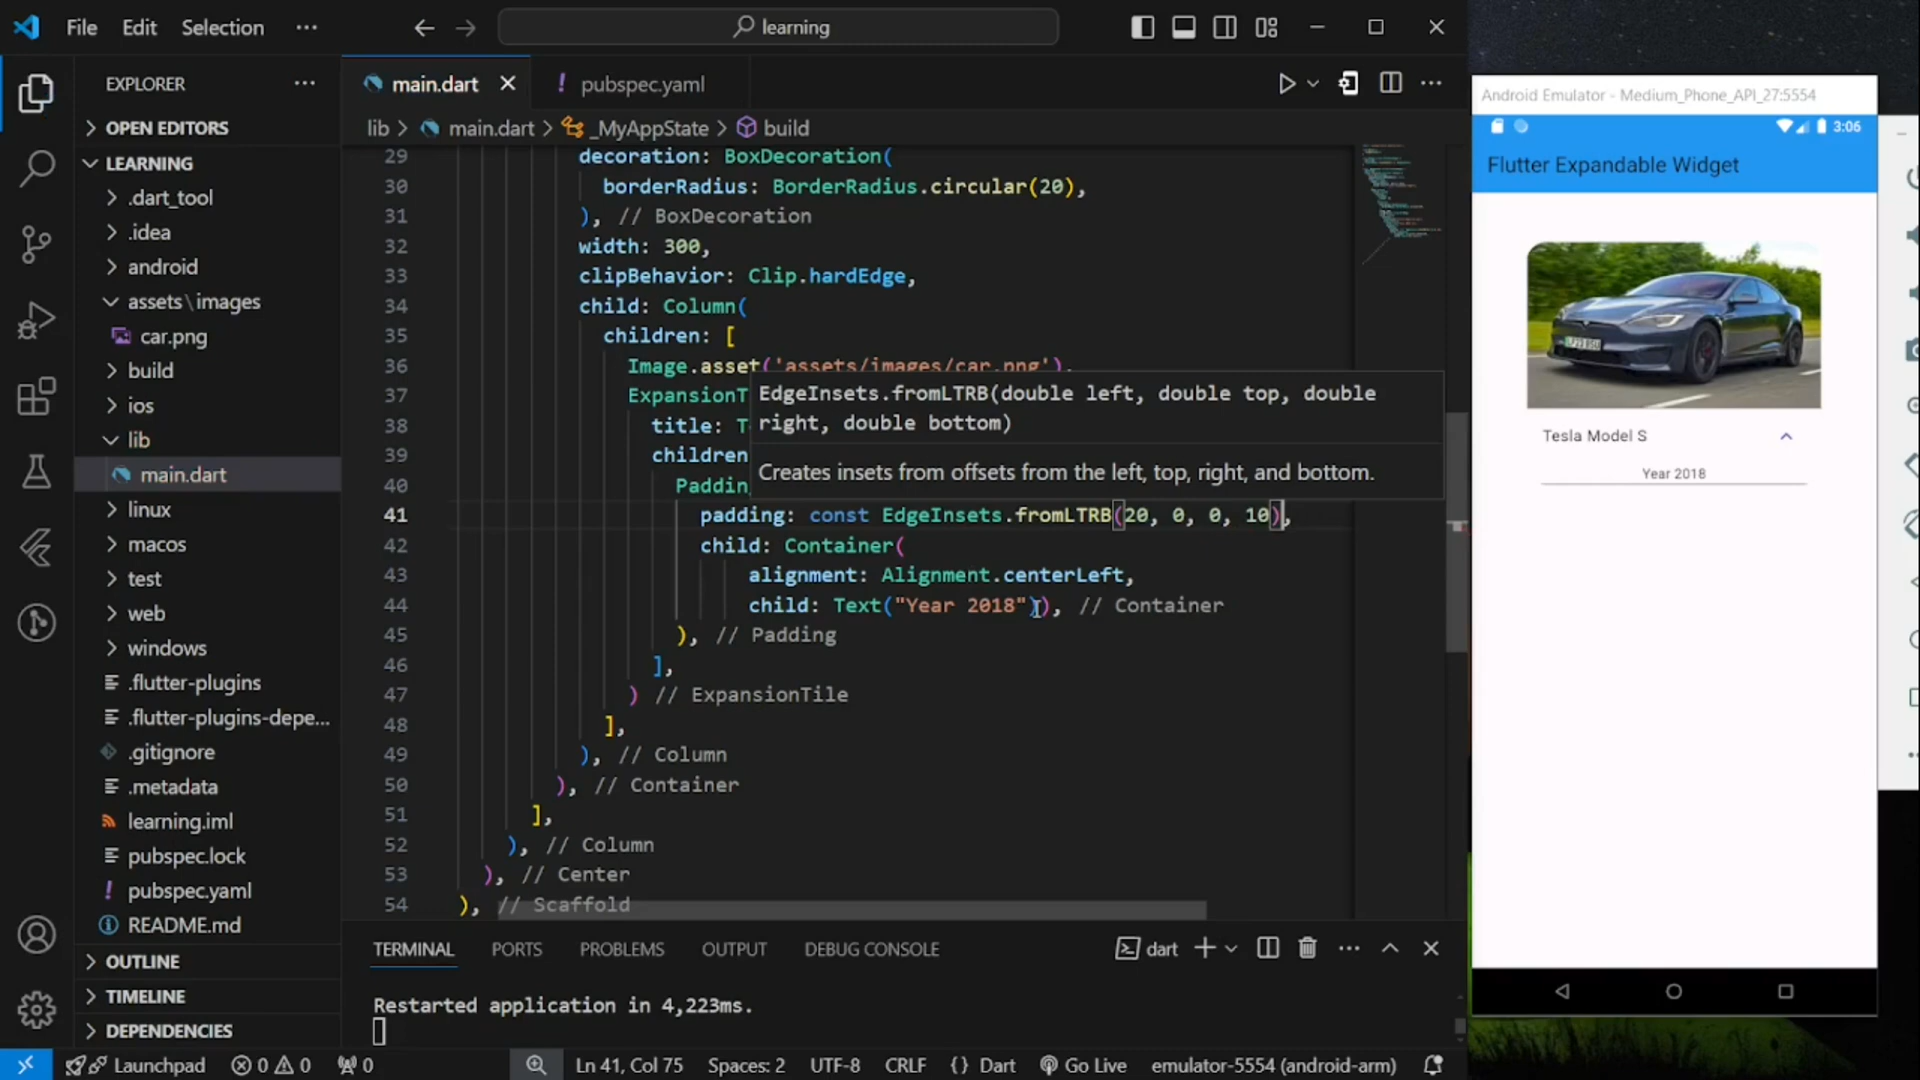 File Edit Selection ···
learning
EXPLORER ···
OPEN EDITORS
LEARNING
.dart_tool
.idea
android
assets\images
car.png
build
ios
lib
main.dart
linux
macos
test
web
windows
.flutter-plugins
.flutter-plugins-depe...
.gitignore
.metadata
learning.iml
pubspec.lock
pubspec.yaml
README.md
OUTLINE
TIMELINE
DEPENDENCIES
main.dart ! pubspec.yaml
lib > main.dart > _MyAppState > build
29 decoration: BoxDecoration(
30 borderRadius: BorderRadius.circular(20),
31 ), // BoxDecoration
32 width: 300,
33 clipBehavior: Clip.hardEdge,
34 child: Column(
35 children: [
36 Image.asset('assets/images/car.png'),
37 ExpansionT
38 title: T
39 children
40 Paddin
EdgeInsets.fromLTRB(double left, double top, double
right, double bottom)
Creates insets from offsets from the left, top, right, and bottom.
41 padding: const EdgeInsets.fromLTRB(20, 0, 0, 10),
42 child: Container(
43 alignment: Alignment.centerLeft,
44 child: Text("Year 2018")), // Container
45 ), // Padding
46 ],
47 ) // ExpansionTile
48 ],
49 ), // Column
50 ), // Container
51 ],
52 ), // Column
53 ), // Center
54 ), // Scaffold
TERMINAL PORTS PROBLEMS OUTPUT DEBUG CONSOLE
dart
Restarted application in 4,223ms.
Launchpad 0 0 0 Ln 41, Col 75 Spaces: 2 UTF-8 CRLF {} Dart Go Live emulator-5554 (android-arm)
Android Emulator - Medium_Phone_API_27:5554
3:06
Flutter Expandable Widget
Tesla Model S
Year 2018